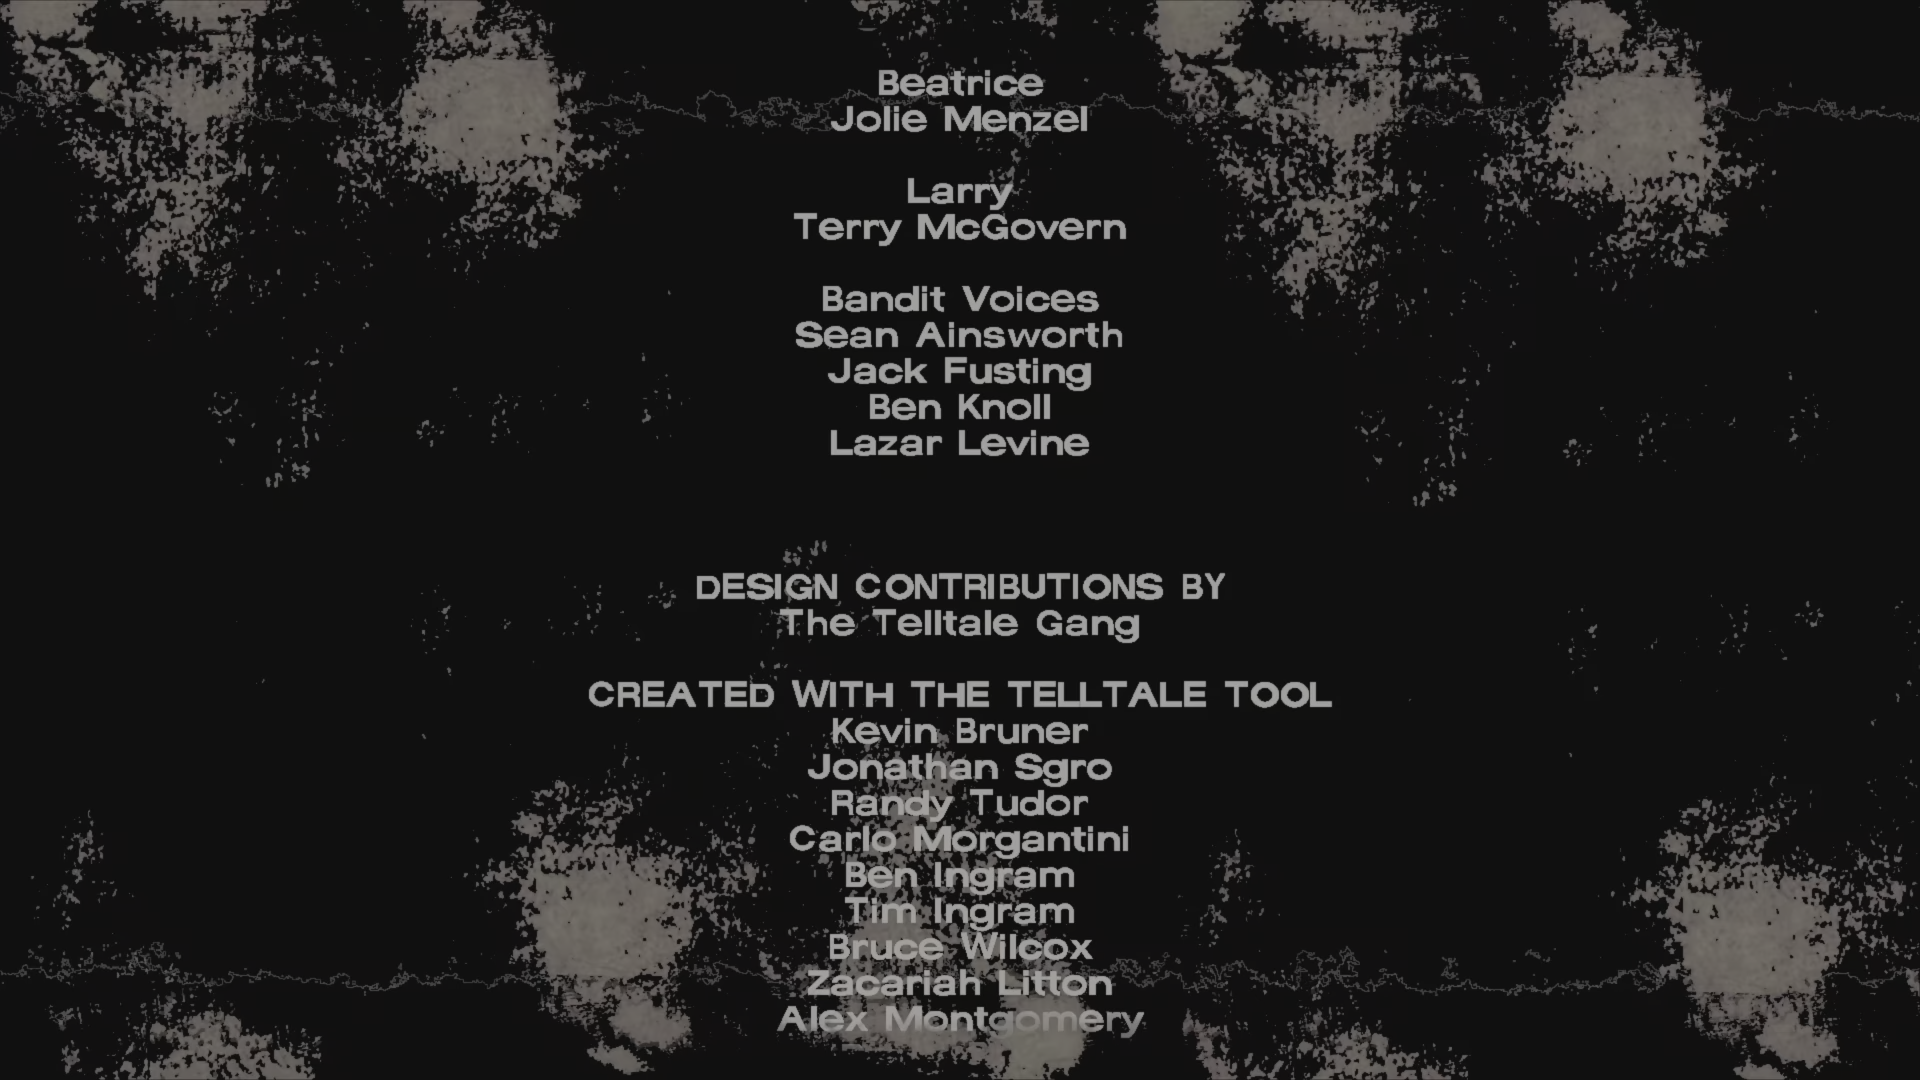 Beatrice
Jolie Menzel
Larry
Terry McGovern
Bandit Voices
Sean Ainsworth
Jack Fusting
Ben Knoll
Lazar Levine
DESIGN CONTRIBUTIONS BY
The Telltale Gang
CREATED WITH THE TELLTALE TOOL
Kevin Bruner
Jonathan Sgro
Randy Tudor
Carlo Morgantini
Ben Ingram
Tim Ingram
Bruce Wilcox
Zacariah Litton
Alex Montgomery